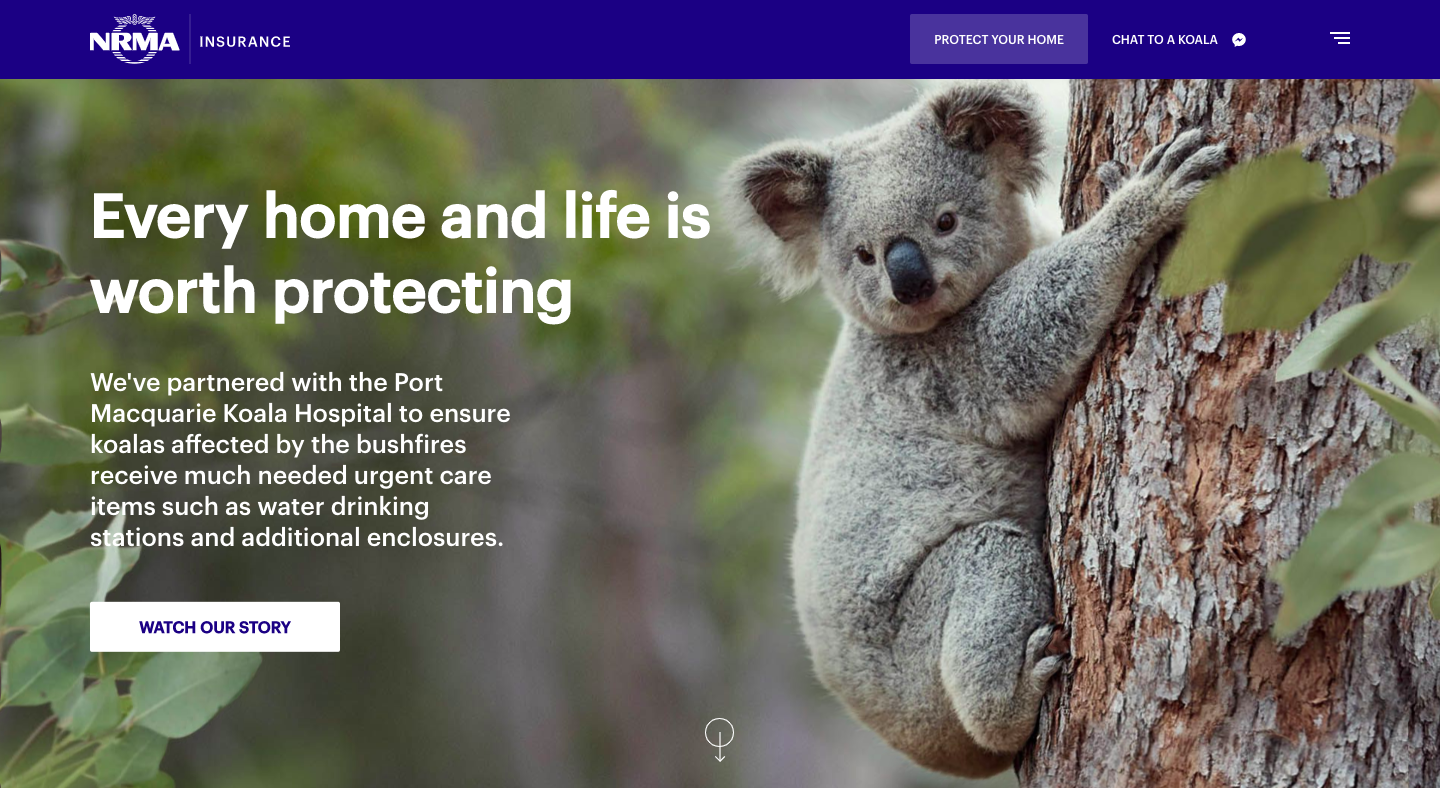 NRMA INSURANCE
PROTECT YOUR HOME
CHAT TO A KOALA
Every home and life is
worth protecting
We've partnered with the Port
Macquarie Koala Hospital to ensure
koalas affected by the bushfires
receive much needed urgent care
items such as water drinking
stations and additional enclosures.
WATCH OUR STORY